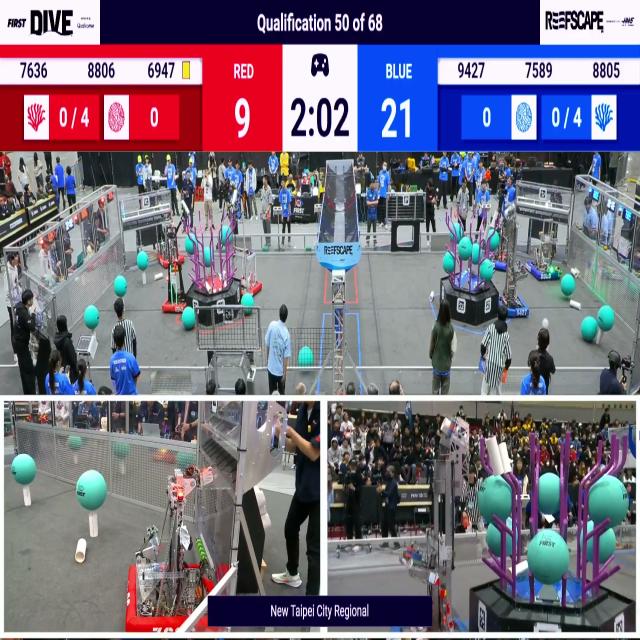 FIRST DIVE
Qualification 50 of 68
REEFSCAPE
7636 8806 6947
RED
BLUE
9427 7589 8805
0 / 4 0
9
2:02
21
0 0 / 4
REEFSCAPE
FIRST
New Taipei City Regional